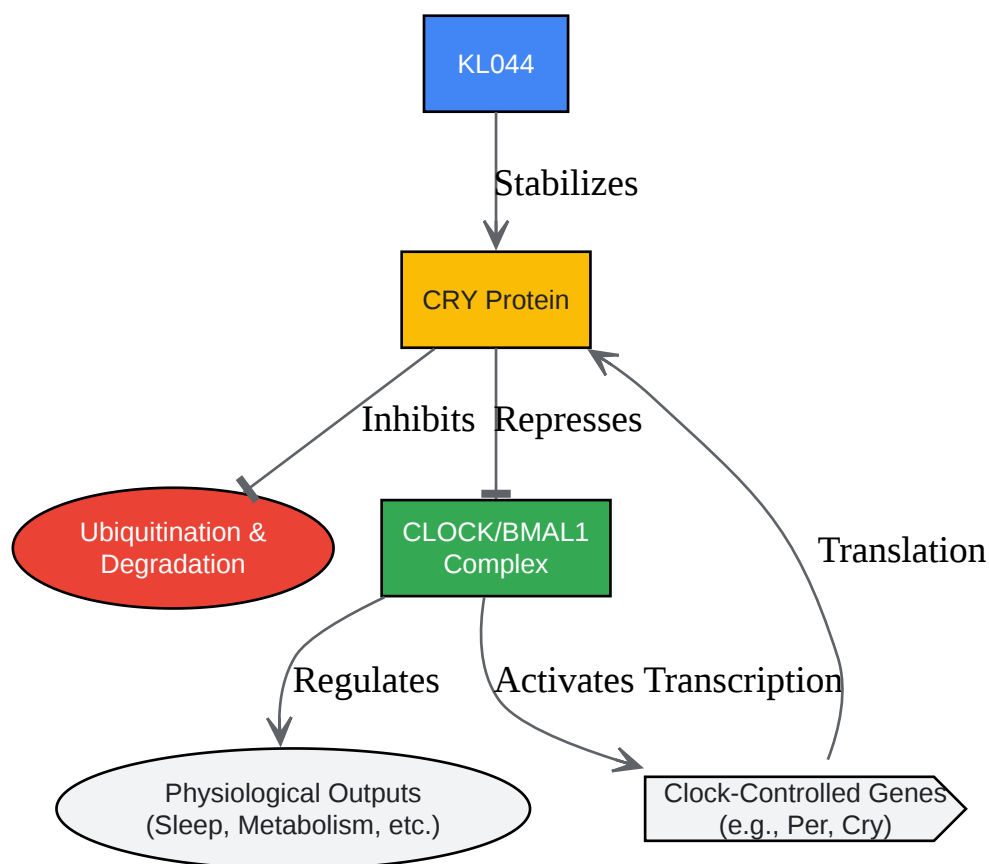 KL044
Stabilizes
CRY Protein
Inhibits
Represses
Ubiquitination &
Degradation
CLOCK/BMAL1
Complex
Translation
Regulates
Activates Transcription
Physiological Outputs
(Sleep, Metabolism, etc.)
Clock-Controlled Genes
(e.g., Per, Cry)